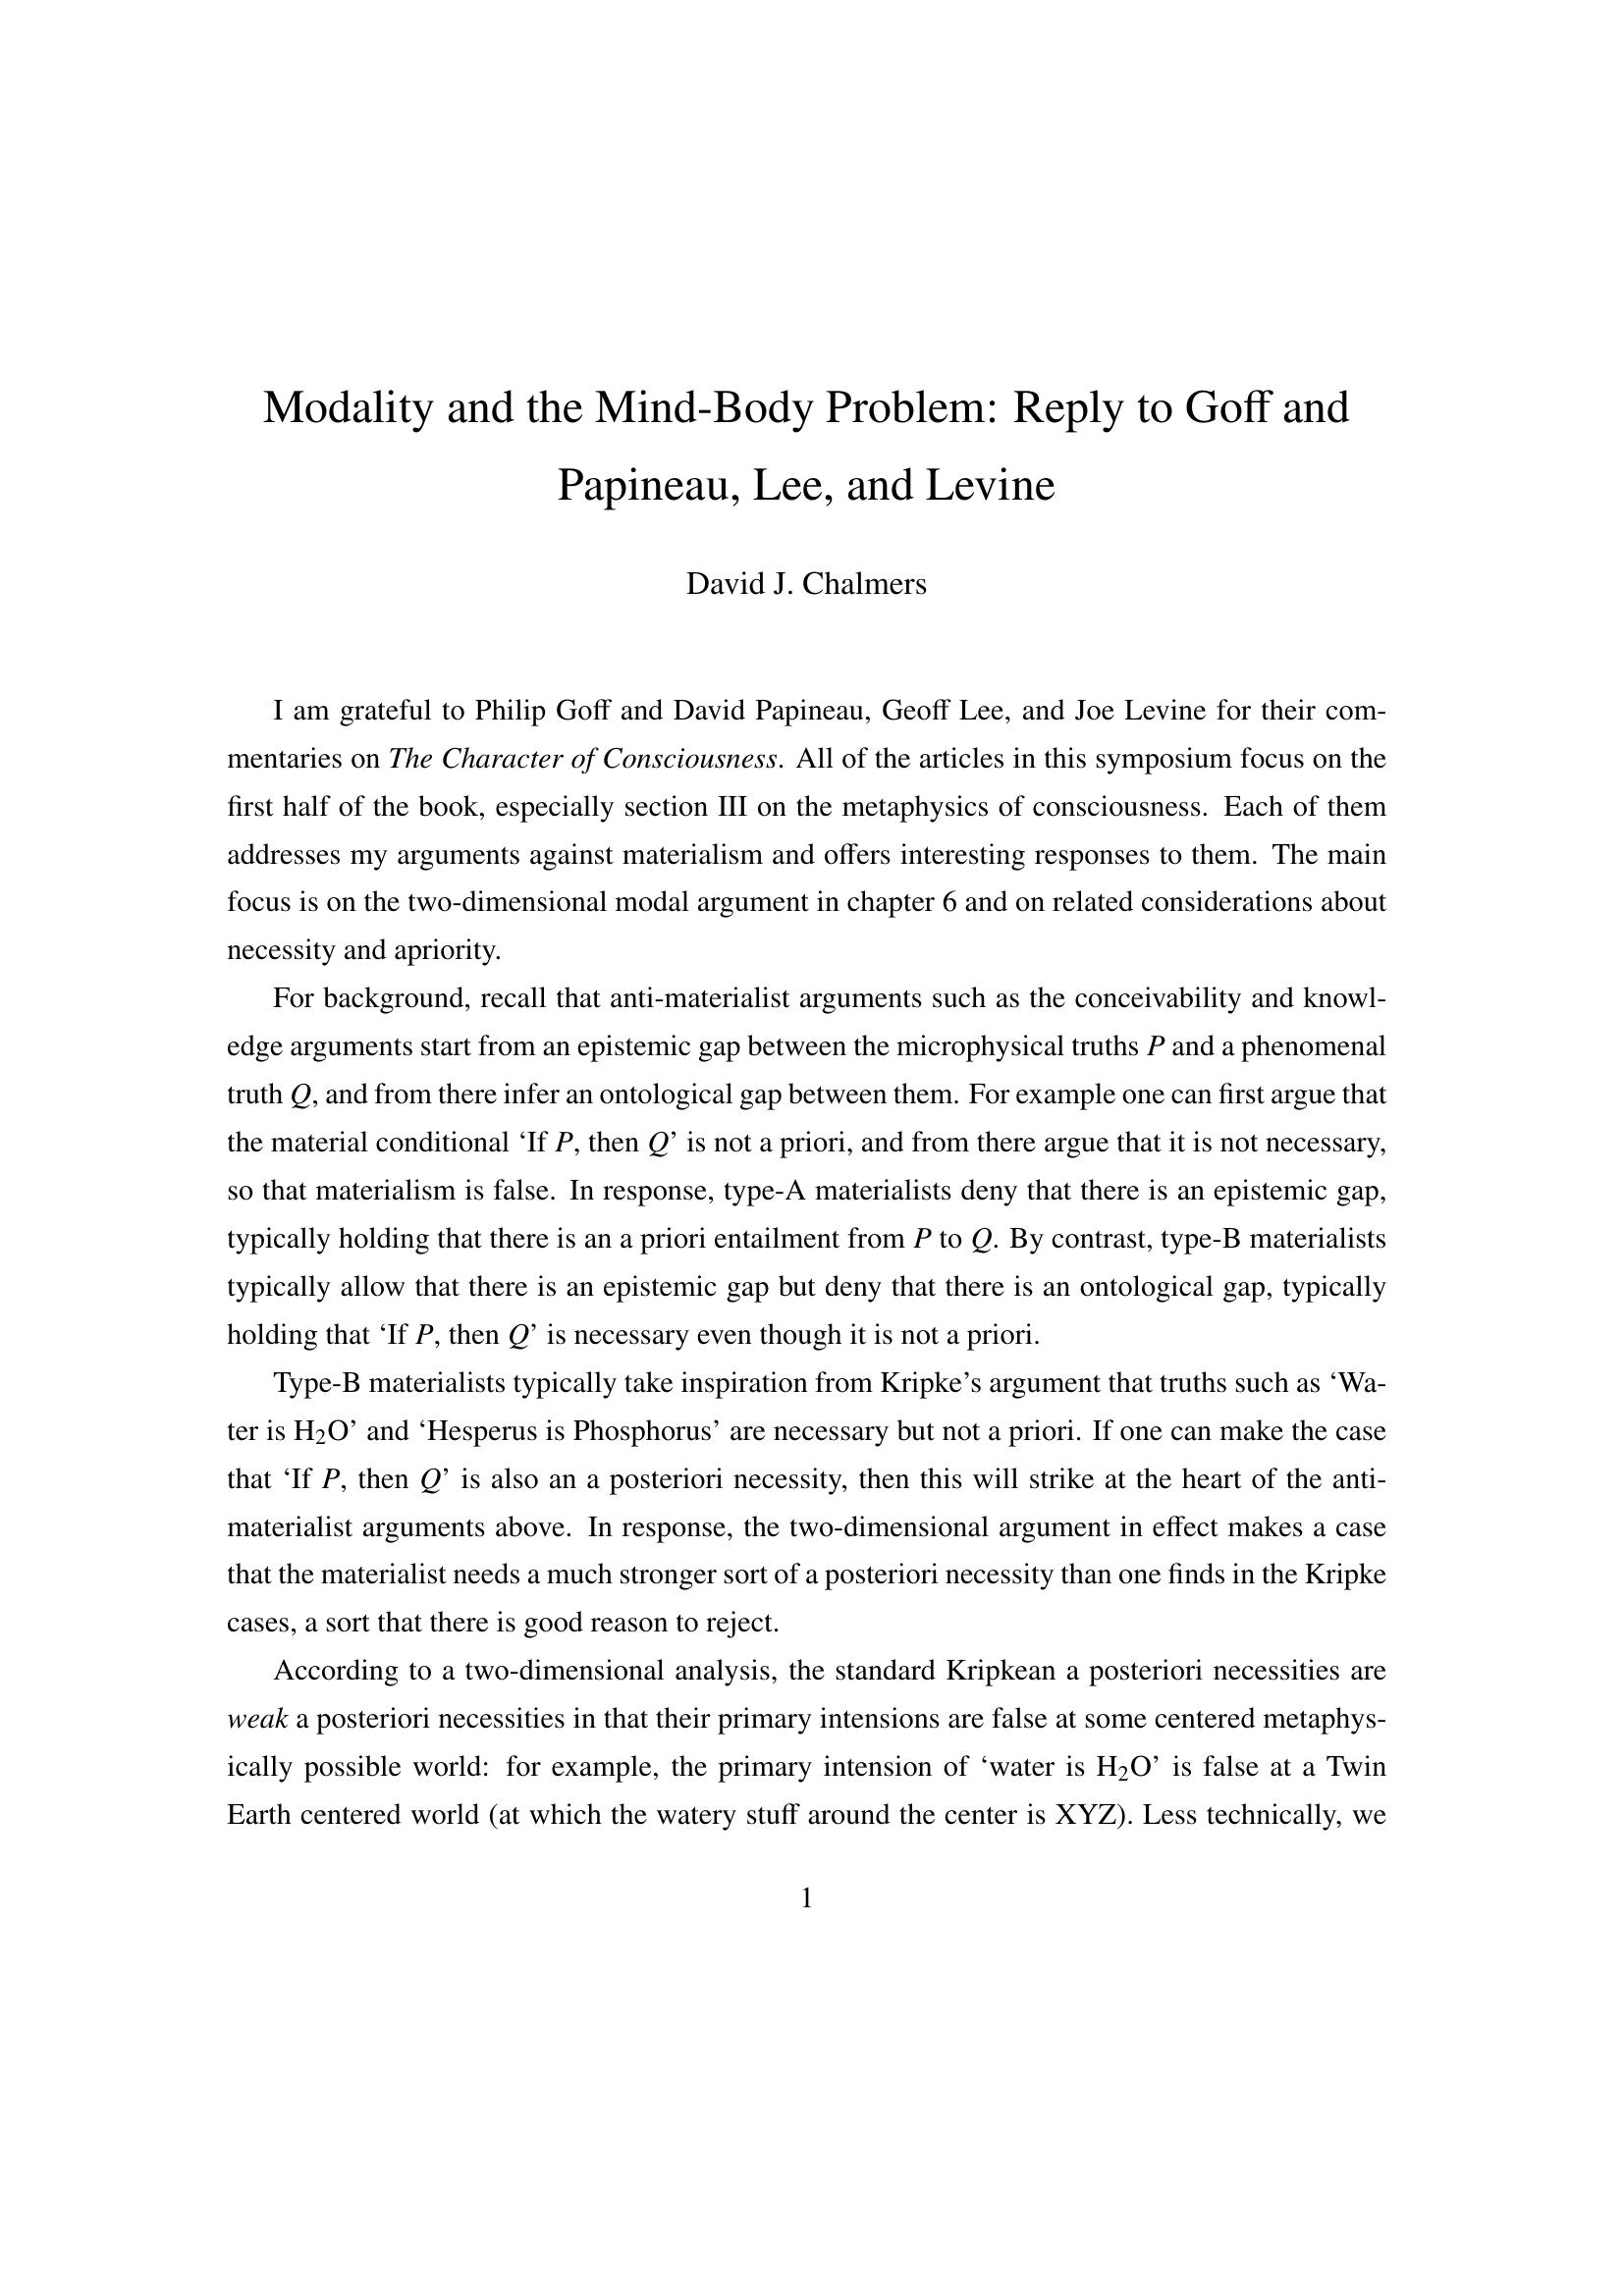 Modality and the Mind-Body Problem: Reply to Goff and
Papineau, Lee, and Levine
David J. Chalmers
I am grateful to Philip Goff and David Papineau, Geoff Lee, and Joe Levine for their com-
mentaries on The Character of Consciousness. All of the articles in this symposium focus on the
first half of the book, especially section III on the metaphysics of consciousness. Each of them
addresses my arguments against materialism and offers interesting responses to them. The main
focus is on the two-dimensional modal argument in chapter 6 and on related considerations about
necessity and apriority.
For background, recall that anti-materialist arguments such as the conceivability and knowl-
edge arguments start from an epistemic gap between the microphysical truths P and a phenomenal
truth Q, and from there infer an ontological gap between them. For example one can first argue that
the material conditional ‘If P, then Q’ is not a priori, and from there argue that it is not necessary,
so that materialism is false. In response, type-A materialists deny that there is an epistemic gap,
typically holding that there is an a priori entailment from P to Q. By contrast, type-B materialists
typically allow that there is an epistemic gap but deny that there is an ontological gap, typically
holding that ‘If P, then Q’ is necessary even though it is not a priori.
Type-B materialists typically take inspiration from Kripke’s argument that truths such as ‘Wa-
ter is H₂O’ and ‘Hesperus is Phosphorus’ are necessary but not a priori. If one can make the case
that ‘If P, then Q’ is also an a posteriori necessity, then this will strike at the heart of the anti-
materialist arguments above. In response, the two-dimensional argument in effect makes a case
that the materialist needs a much stronger sort of a posteriori necessity than one finds in the Kripke
cases, a sort that there is good reason to reject.
According to a two-dimensional analysis, the standard Kripkean a posteriori necessities are
weak a posteriori necessities in that their primary intensions are false at some centered metaphys-
ically possible world: for example, the primary intension of ‘water is H₂O’ is false at a Twin
Earth centered world (at which the watery stuff around the center is XYZ). Less technically, we
1